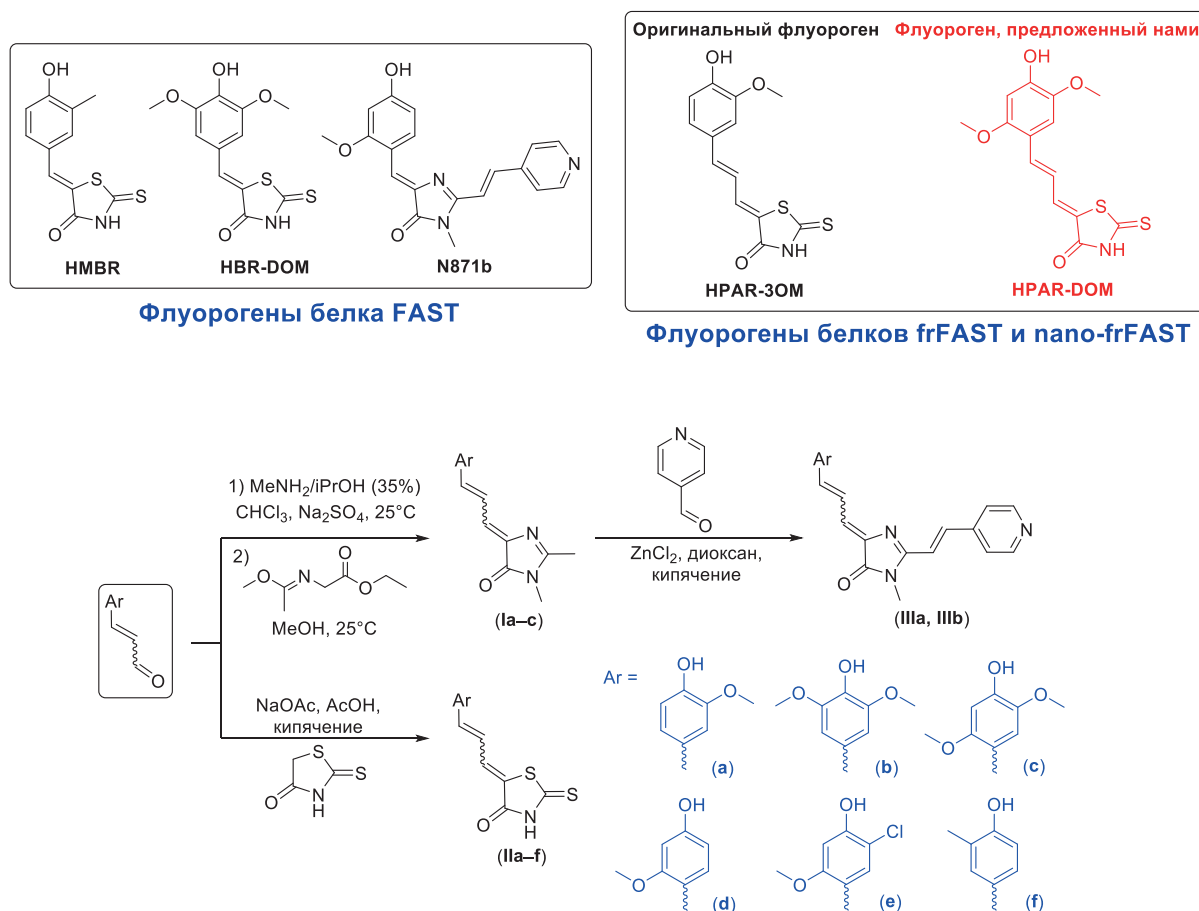 Оригинальный флуороген
Флуороген, предложенный нами
OH
O
S
S
NH
O
HMBR
OH
O
O
S
S
NH
O
HBR-DOM
OH
O
N
N
O
N
N871b
Флуорогены белка FAST
OH
O
S
S
NH
O
HPAR-3OM
OH
O
O
S
S
NH
O
HPAR-DOM
Флуорогены белков frFAST и nano-frFAST
Ar
O
1) MeNH2/iPrOH (35%)
CHCl3, Na2SO4, 25°C
2)
O
N
O
O
MeOH, 25°C
Ar
N
N
O
(Ia–c)
N
O
ZnCl2, диоксан,
кипячение
Ar
N
N
O
N
(IIIa, IIIb)
NaOAc, AcOH,
кипячение
S
S
N
H
O
Ar
S
S
N
H
O
(IIa–f)
Ar =
OH
O
(a)
OH
O
O
(b)
OH
O
O
(c)
OH
O
(d)
OH
Cl
O
(e)
OH
(f)